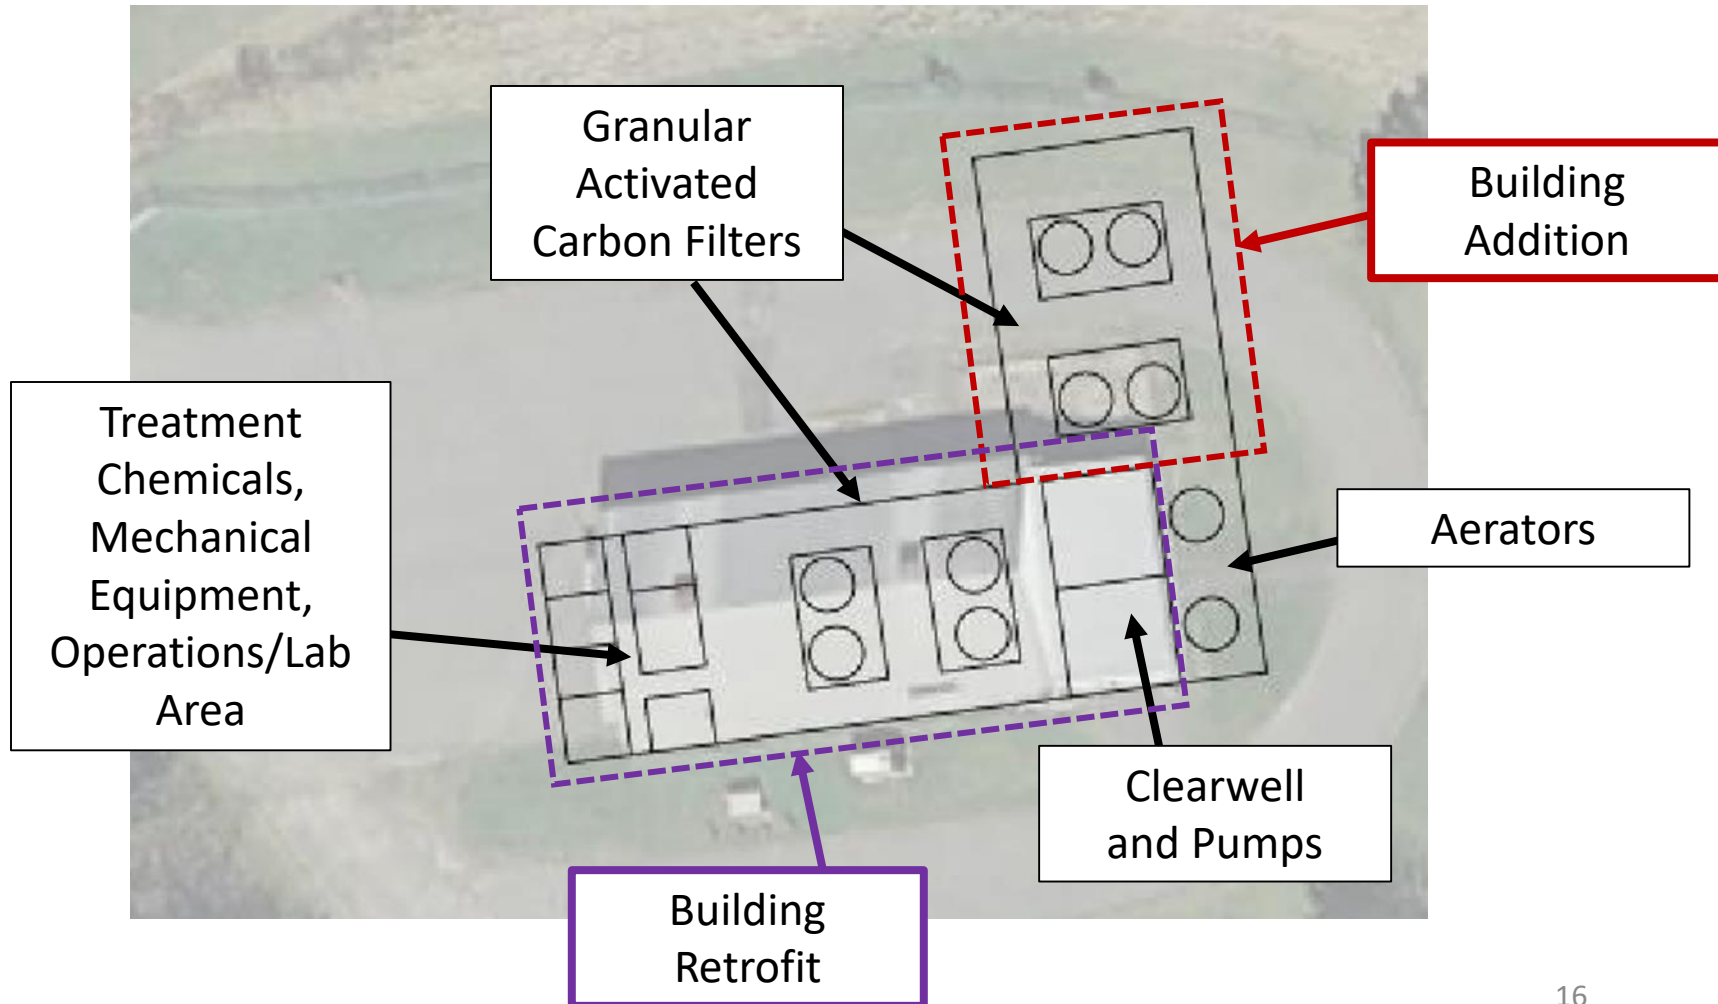 Granular
Activated
Carbon Filters
Building
Addition
Treatment
Chemicals,
Mechanical
Equipment,
Operations/Lab
Area
Aerators
Clearwell
and Pumps
Building
Retrofit
16